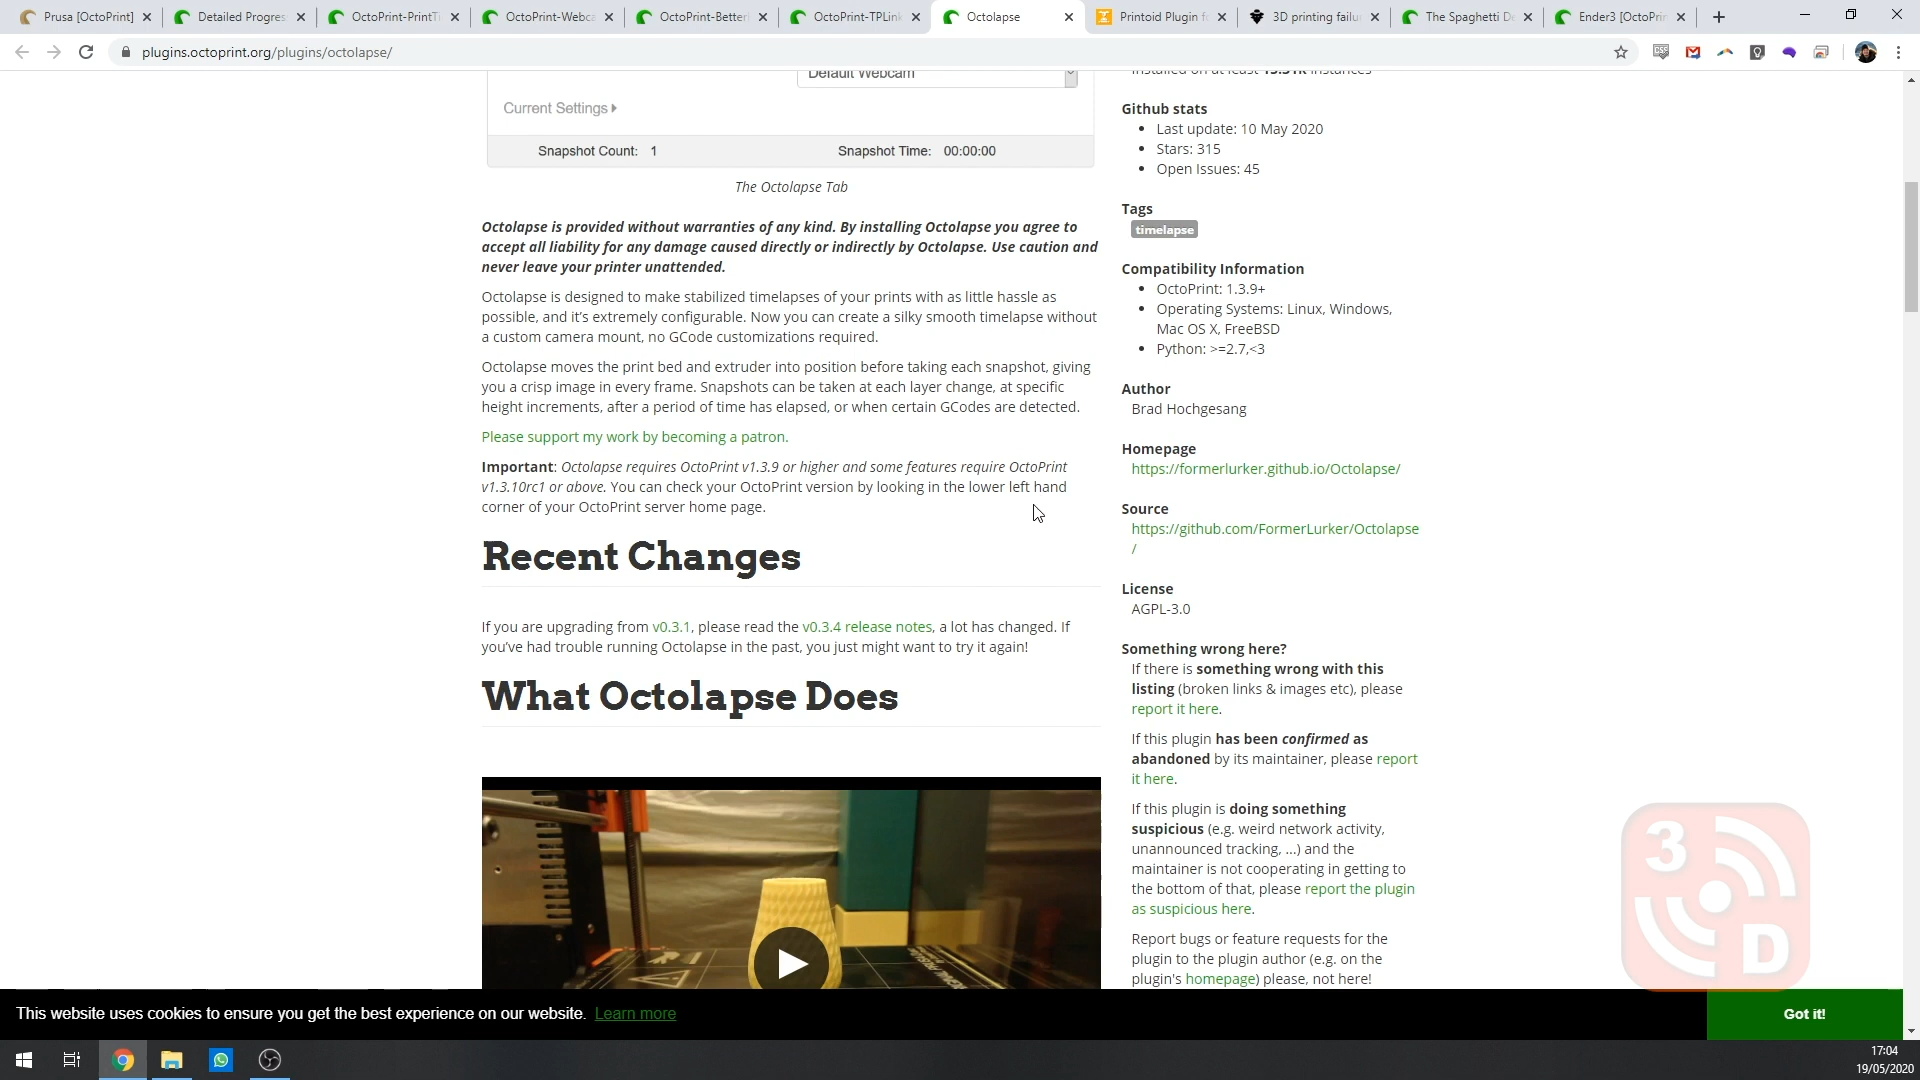 Prusa [OctoPrint]
Detailed Progres
OctoPrint-PrintTi
OctoPrint-Webca
OctoPrint-Better
OctoPrint-TPLink
Octolapse
Printoid Plugin f
3D printing failu
The Spaghetti De
Ender3 [OctoPrin
plugins.octoprint.org/plugins/octolapse/
Default Webcam
Current Settings
Snapshot Count: 1
Snapshot Time: 00:00:00
The Octolapse Tab
Octolapse is provided without warranties of any kind. By installing Octolapse you agree to
accept all liability for any damage caused directly or indirectly by Octolapse. Use caution and
never leave your printer unattended.
Octolapse is designed to make stabilized timelapses of your prints with as little hassle as
possible, and it's extremely configurable. Now you can create a silky smooth timelapse without
a custom camera mount, no GCode customizations required.
Octolapse moves the print bed and extruder into position before taking each snapshot, giving
you a crisp image in every frame. Snapshots can be taken at each layer change, at specific
height increments, after a period of time has elapsed, or when certain GCodes are detected.
Please support my work by becoming a patron.
Important: Octolapse requires OctoPrint v1.3.9 or higher and some features require OctoPrint
v1.3.10rc1 or above. You can check your OctoPrint version by looking in the lower left hand
corner of your OctoPrint server home page.
Recent Changes
If you are upgrading from v0.3.1, please read the v0.3.4 release notes, a lot has changed. If
you've had trouble running Octolapse in the past, you just might want to try it again!
What Octolapse Does
installed on at least 13.31k instances
Github stats
Last update: 10 May 2020
Stars: 315
Open Issues: 45
Tags
timelapse
Compatibility Information
OctoPrint: 1.3.9+
Operating Systems: Linux, Windows,
Mac OS X, FreeBSD
Python: >=2.7,<3
Author
Brad Hochgesang
Homepage
https://formerlurker.github.io/Octolapse/
Source
https://github.com/FormerLurker/Octolapse
/
License
AGPL-3.0
Something wrong here?
If there is something wrong with this
listing (broken links & images etc), please
report it here.
If this plugin has been confirmed as
abandoned by its maintainer, please report
it here.
If this plugin is doing something
suspicious (e.g. weird network activity,
unannounced tracking, ...) and the
maintainer is not cooperating in getting to
the bottom of that, please report the plugin
as suspicious here.
Report bugs or feature requests for the
plugin to the plugin author (e.g. on the
plugin's homepage) please, not here!
3
D
This website uses cookies to ensure you get the best experience on our website. Learn more
Got it!
17:04
19/05/2020